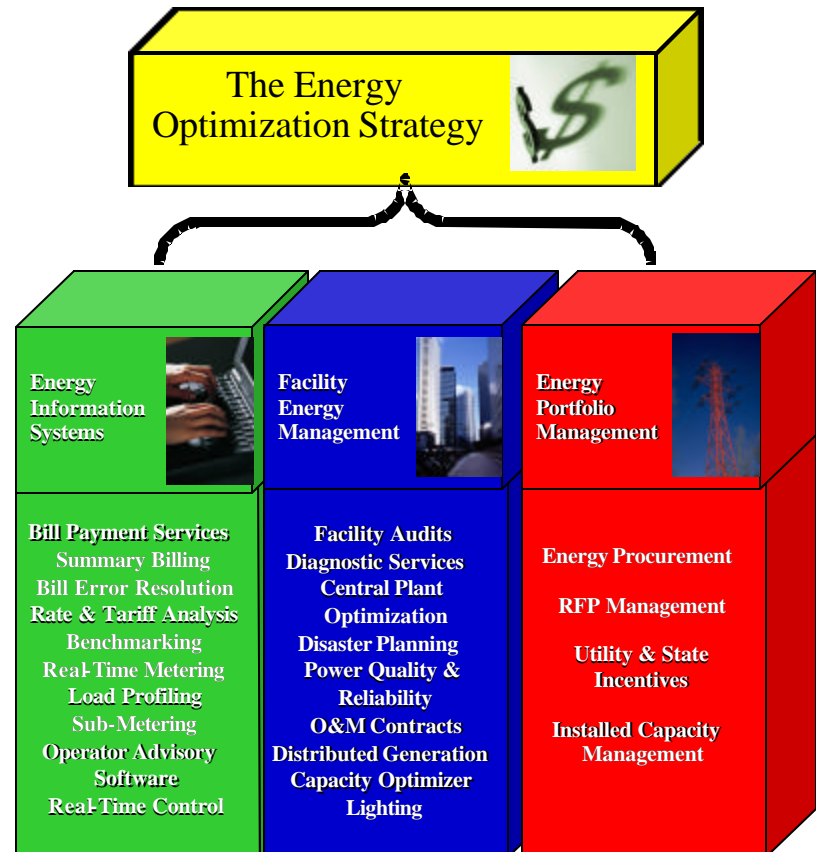 The Energy
Optimization Strategy
Energy
Information
Systems
Bill Payment Services
Summary Billing
Bill Error Resolution
Rate & Tariff Analysis
Benchmarking
Real-Time Metering
Load Profiling
Sub-Metering
Operator Advisory
Software
Real-Time Control
Facility
Energy
Management
Facility Audits
Diagnostic Services
Central Plant
Optimization
Disaster Planning
Power Quality &
Reliability
O&M Contracts
Distributed Generation
Capacity Optimizer
Lighting
Energy
Portfolio
Management
Energy Procurement
RFP Management
Utility & State
Incentives
Installed Capacity
Management